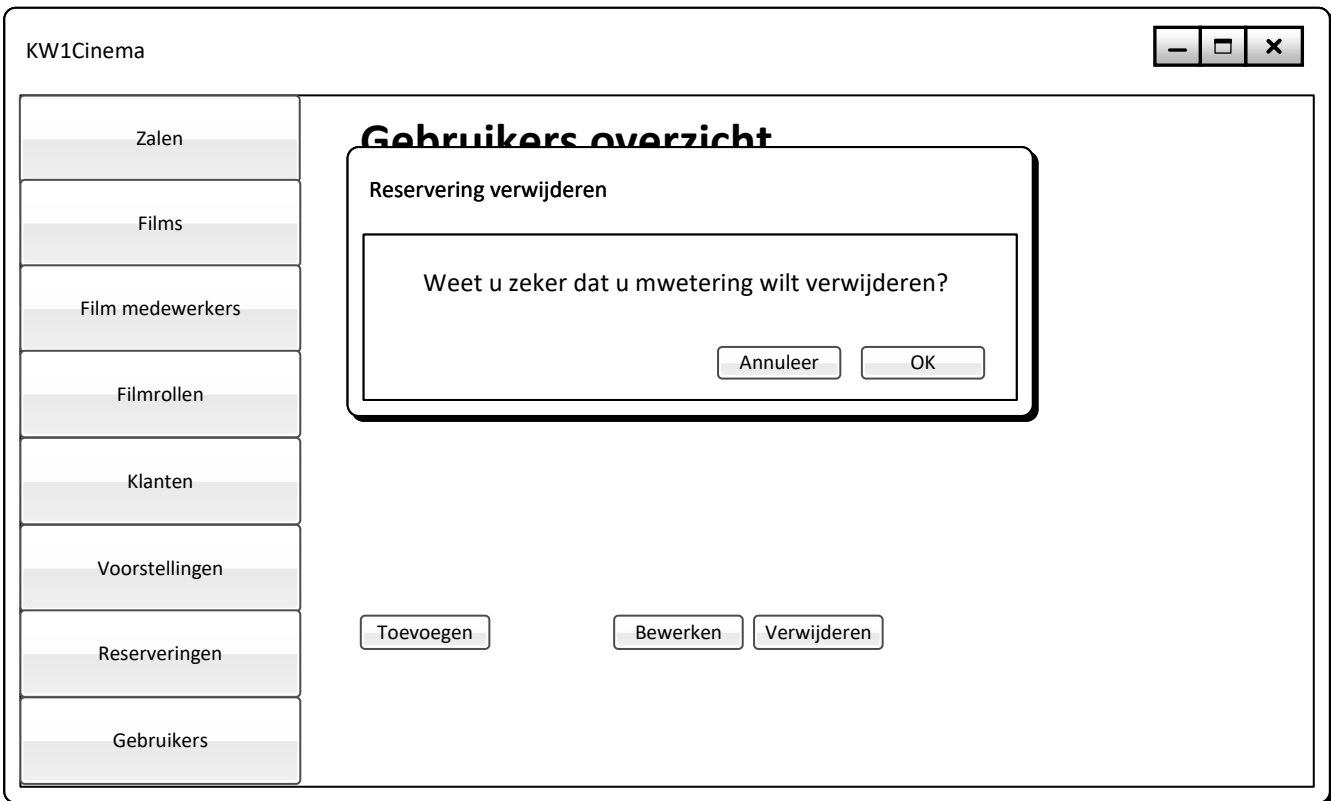 KW1Cinema
Zalen
Films
Film medewerkers
Filmrollen
Klanten
Voorstellingen
Reserveringen
Gebruikers
Gebruikers overzicht
Reservering verwijderen
Weet u zeker dat u mwetering wilt verwijderen?
Annuleer OK
Toevoegen Bewerken Verwijderen